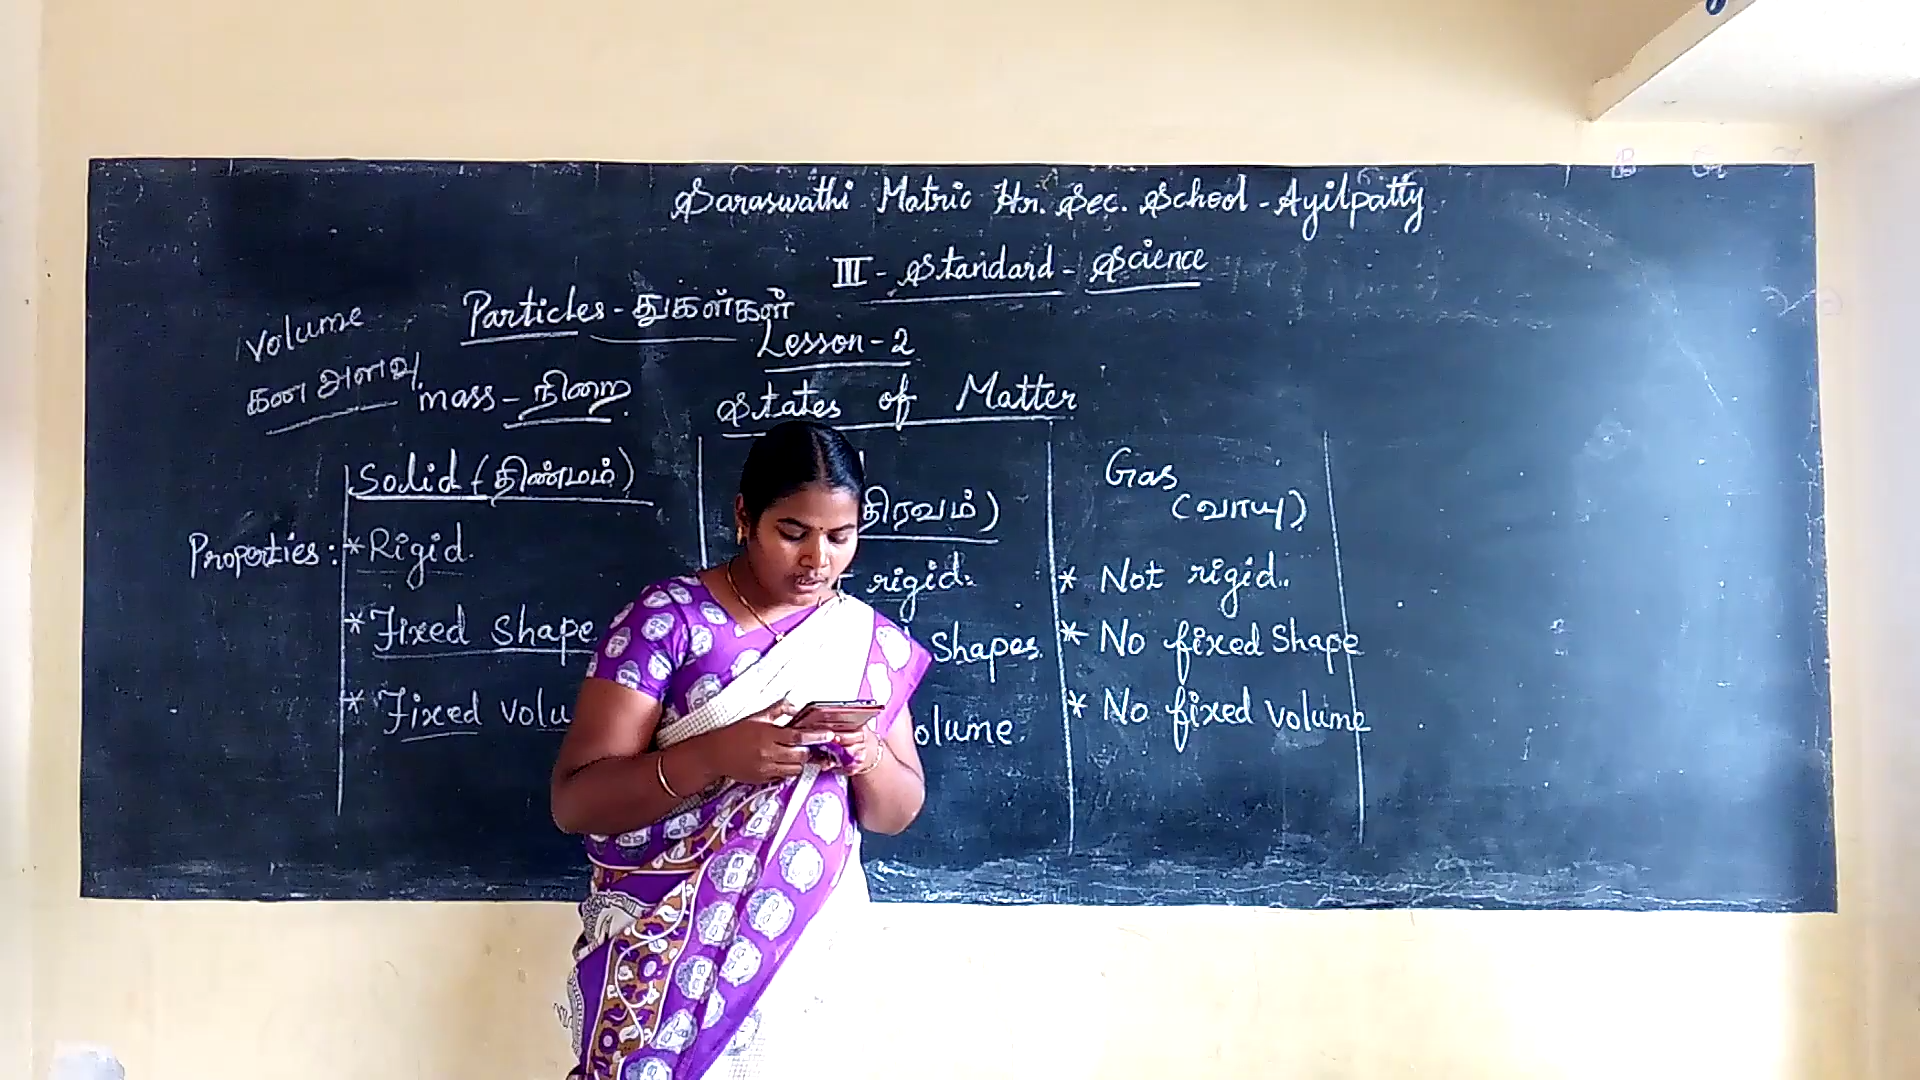 Saraswathi Matric Hr. Sec. School - Ayilpatty
III - Standard - Science
Particles - துகள்கள்
volume
கன அளவு
mass - நிறை
Lesson - 2
States of Matter
Solid (திண்மம்)
திரவம்)
Gas
(வாயு)
Properties :
* Rigid.
rigid.
* Not rigid.
* Fixed shape
shapes.
* No fixed shape
* Fixed volu
olume.
* No fixed volume